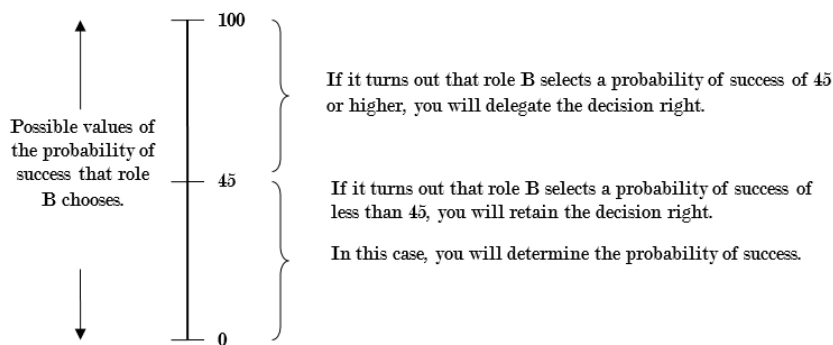 100
If it turns out that role B selects a probability of success of 45
or higher, you will delegate the decision right.
Possible values of
the probability of
success that role
B chooses.
45
If it turns out that role B selects a probability of success of
less than 45, you will retain the decision right.
In this case, you will determine the probability of success.
0